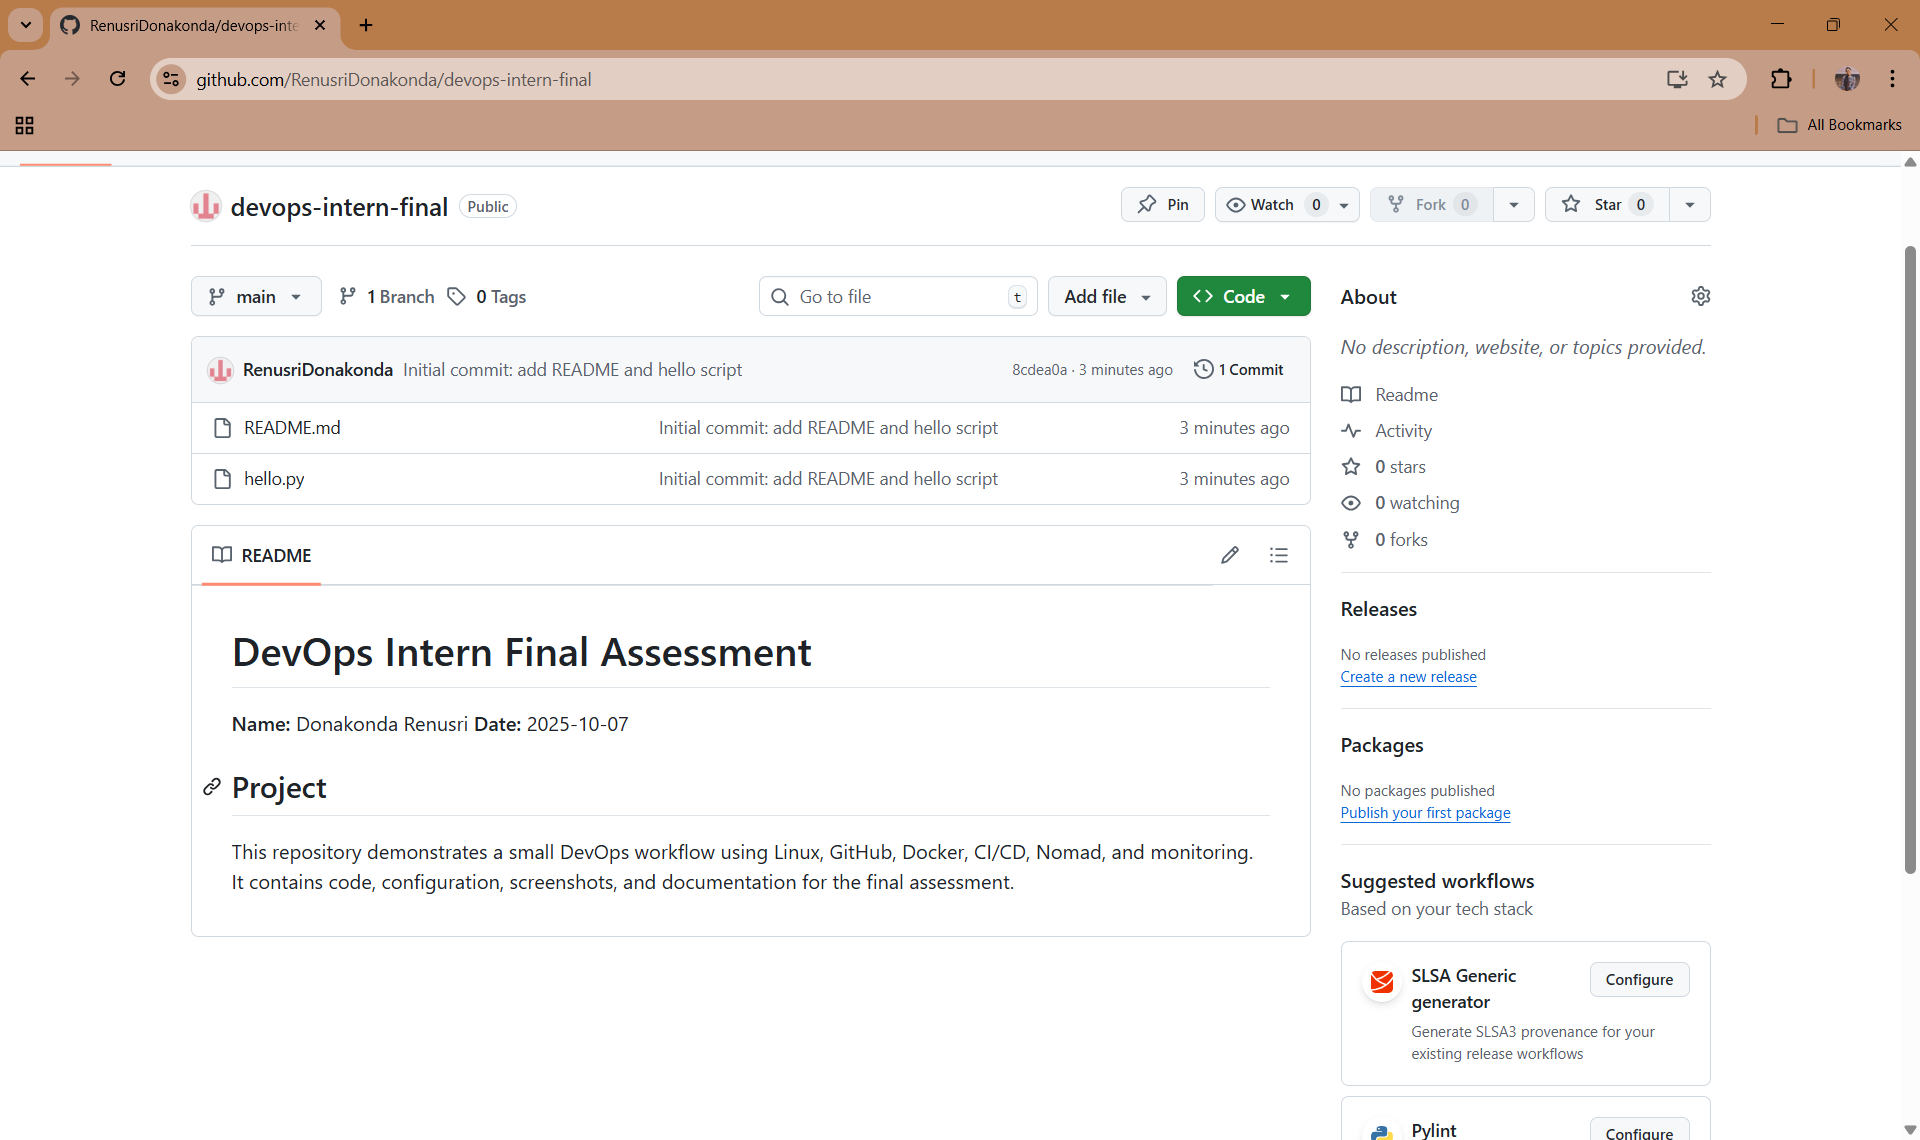 RenusriDonakonda/devops-inte
github.com/RenusriDonakonda/devops-intern-final
All Bookmarks
devops-intern-final Public
Pin
Watch 0
Fork 0
Star 0
main
1 Branch
0 Tags
Go to file
t
Add file
Code
RenusriDonakonda Initial commit: add README and hello script
8cdea0a · 3 minutes ago
1 Commit
README.md Initial commit: add README and hello script 3 minutes ago
hello.py Initial commit: add README and hello script 3 minutes ago
README
DevOps Intern Final Assessment
Name: Donakonda Renusri Date: 2025-10-07
Project
This repository demonstrates a small DevOps workflow using Linux, GitHub, Docker, CI/CD, Nomad, and monitoring.
It contains code, configuration, screenshots, and documentation for the final assessment.
About
No description, website, or topics provided.
Readme
Activity
0 stars
0 watching
0 forks
Releases
No releases published
Create a new release
Packages
No packages published
Publish your first package
Suggested workflows
Based on your tech stack
SLSA Generic
generator
Configure
Generate SLSA3 provenance for your
existing release workflows
Pylint
Configure